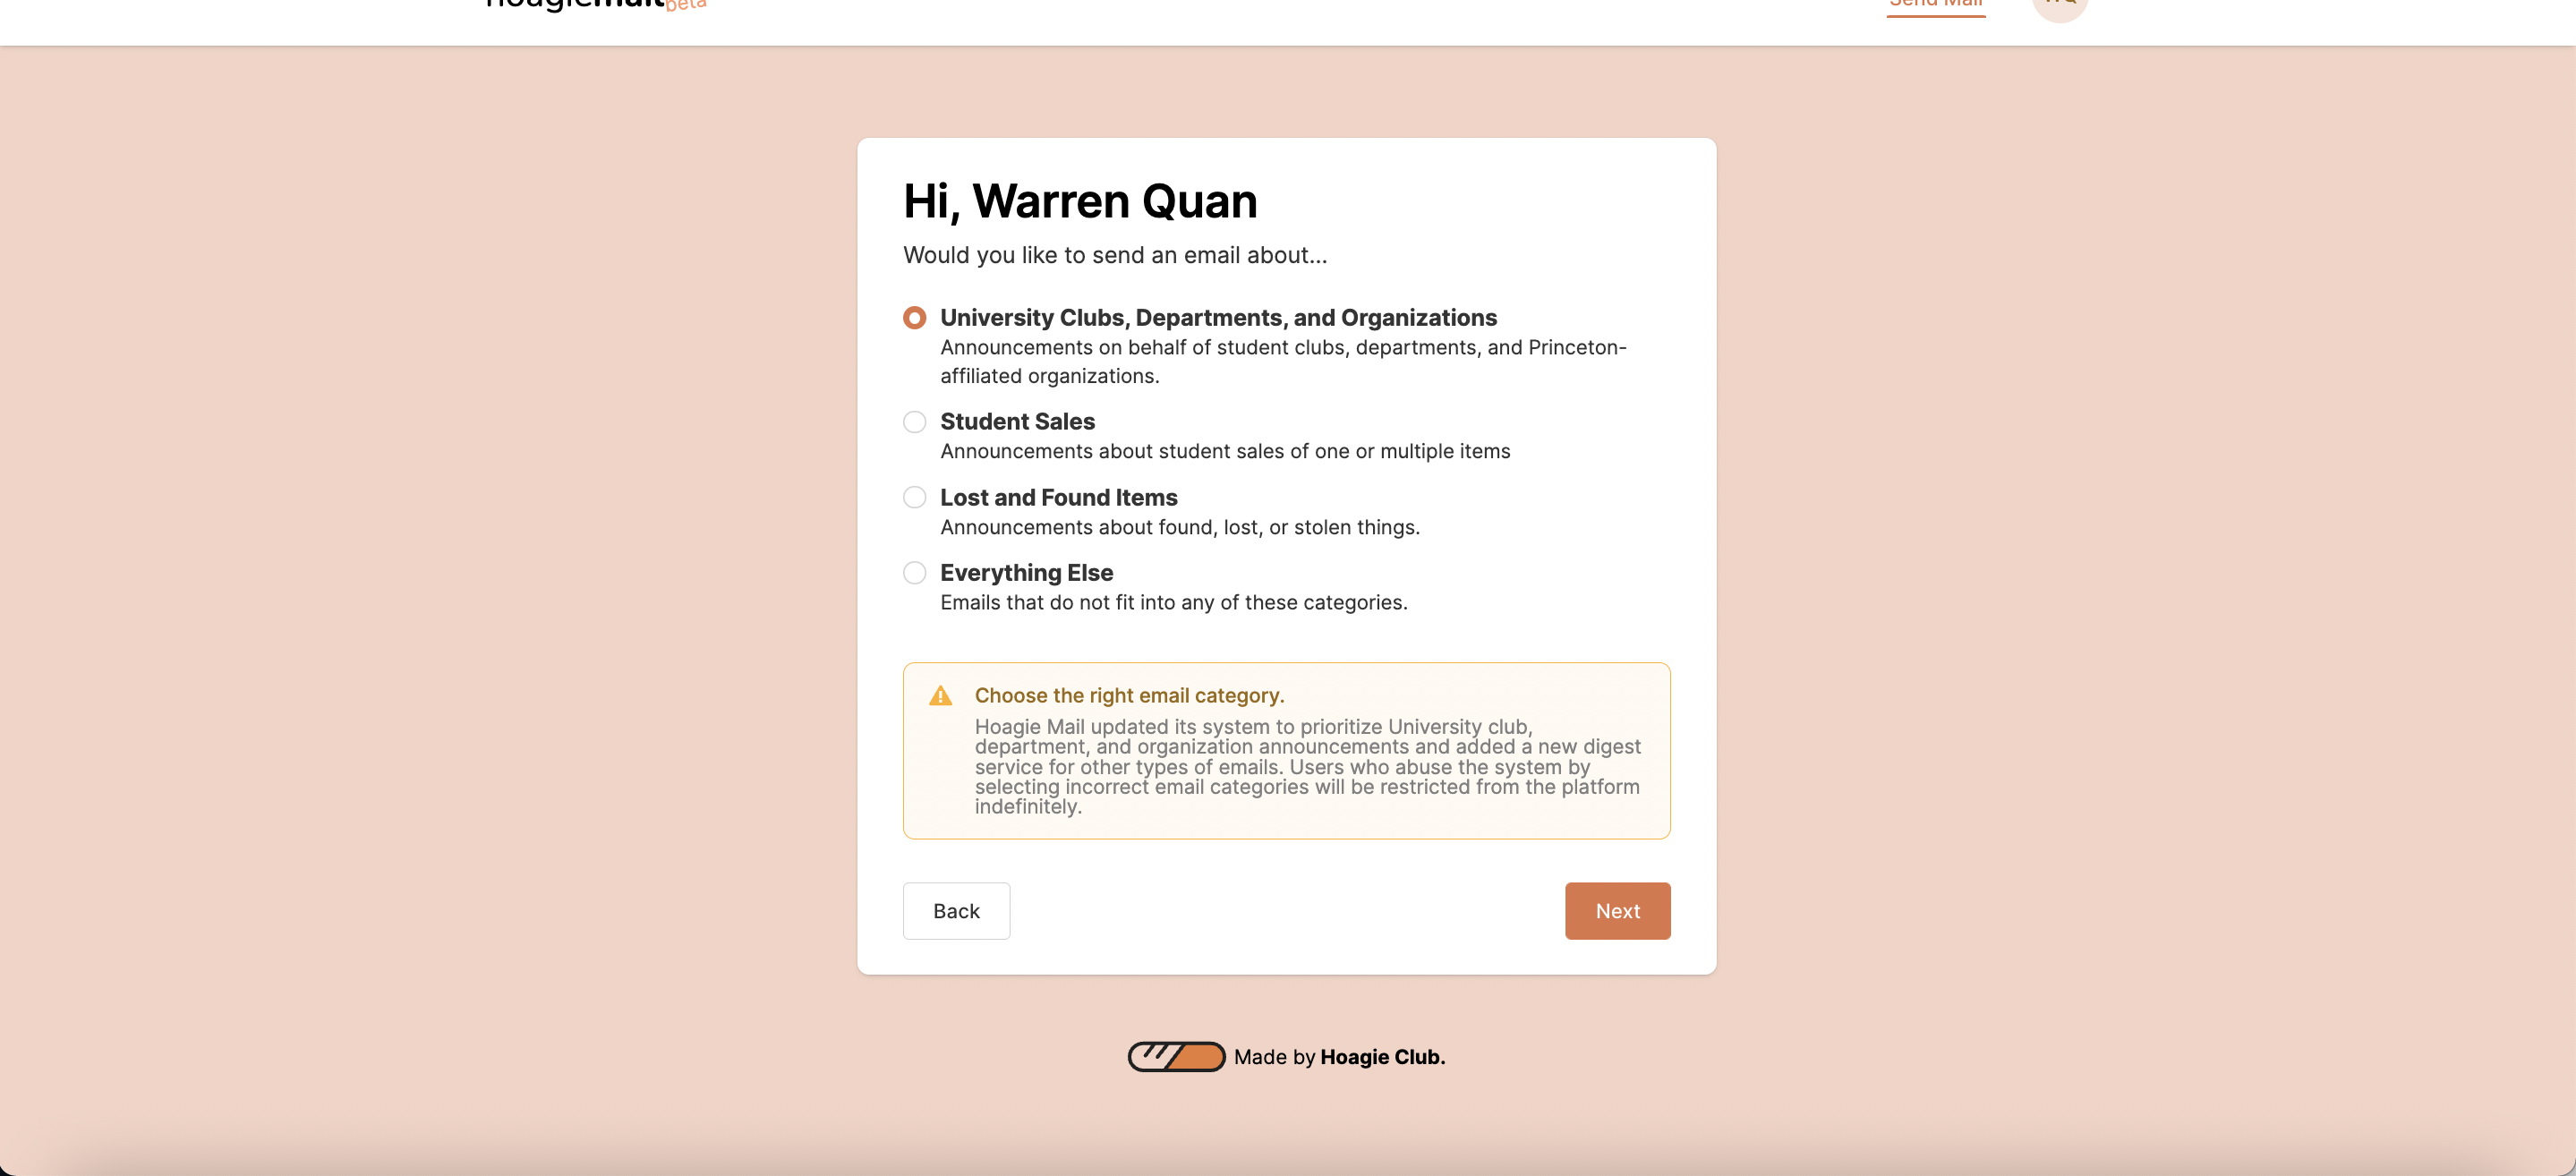 hoagiemail beta
Send Mail
WQ
Hi, Warren Quan
Would you like to send an email about...
University Clubs, Departments, and Organizations
Announcements on behalf of student clubs, departments, and Princeton-
affiliated organizations.
Student Sales
Announcements about student sales of one or multiple items
Lost and Found Items
Announcements about found, lost, or stolen things.
Everything Else
Emails that do not fit into any of these categories.
Choose the right email category.
Hoagie Mail updated its system to prioritize University club,
department, and organization announcements and added a new digest
service for other types of emails. Users who abuse the system by
selecting incorrect email categories will be restricted from the platform
indefinitely.
Back
Next
Made by Hoagie Club.